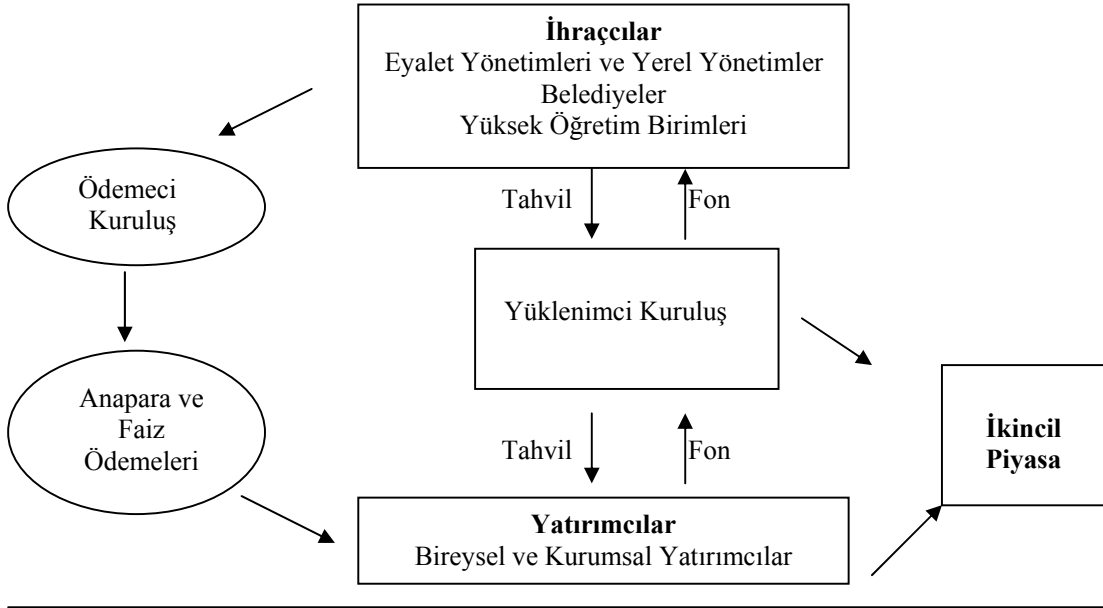 İhraçcılar
Eyalet Yönetimleri ve Yerel Yönetimler
Belediyeler
Yüksek Öğretim Birimleri
Ödemeci
Kuruluş
Tahvil
Fon
Yüklenimci Kuruluş
Anapara ve
Faiz
Ödemeleri
Tahvil
Fon
İkincil
Piyasa
Yatırımcılar
Bireysel ve Kurumsal Yatırımcılar